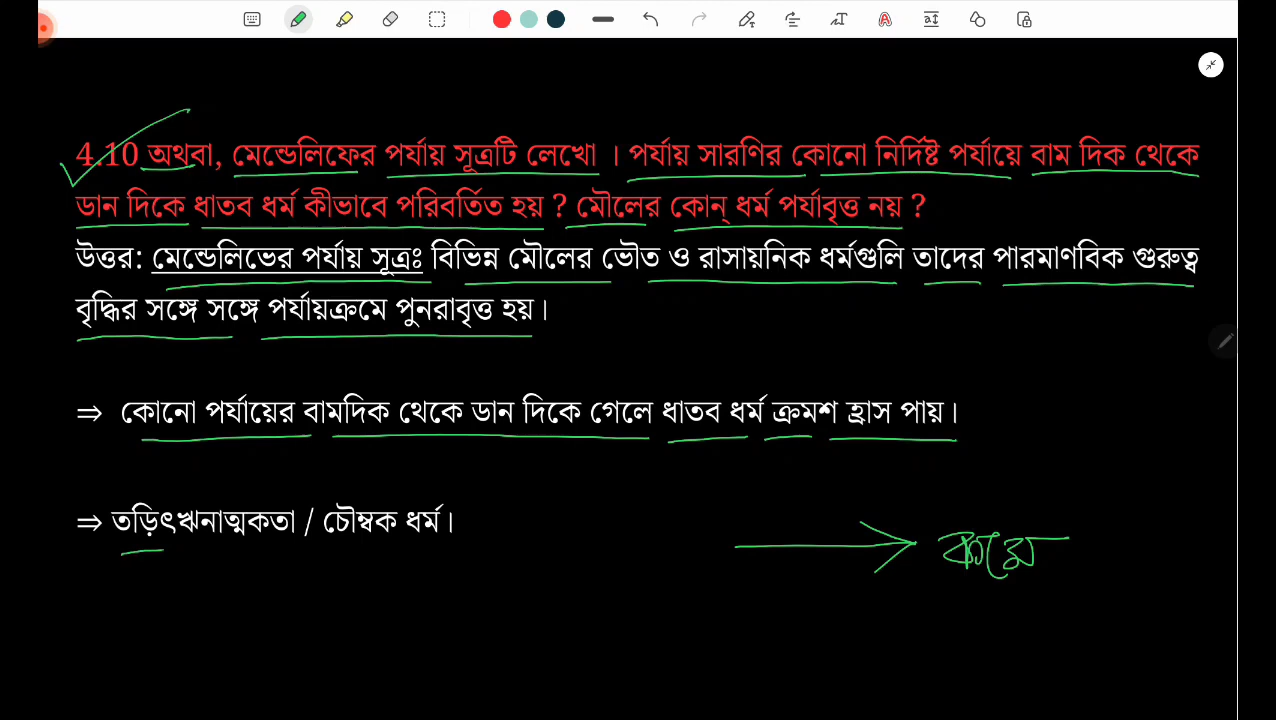 4.10 অথবা, মেন্ডেলিফের পর্যায় সূত্রটি লেখো । পর্যায় সারণির কোনো নির্দিষ্ট পর্যায়ে বাম দিক থেকে
ডান দিকে ধাতব ধর্ম কীভাবে পরিবর্তিত হয় ? মৌলের কোন্ ধর্ম পর্যাবৃত্ত নয় ?
উত্তর: মেন্ডেলিভের পর্যায় সূত্রঃ বিভিন্ন মৌলের ভৌত ও রাসায়নিক ধর্মগুলি তাদের পারমাণবিক গুরুত্ব
বৃদ্ধির সঙ্গে সঙ্গে পর্যায়ক্রমে পুনরাবৃত্ত হয়।
⇒ কোনো পর্যায়ের বামদিক থেকে ডান দিকে গেলে ধাতব ধর্ম ক্রমশ হ্রাস পায়।
⇒ তড়িৎঋনাত্মকতা / চৌম্বক ধর্ম।
কমে